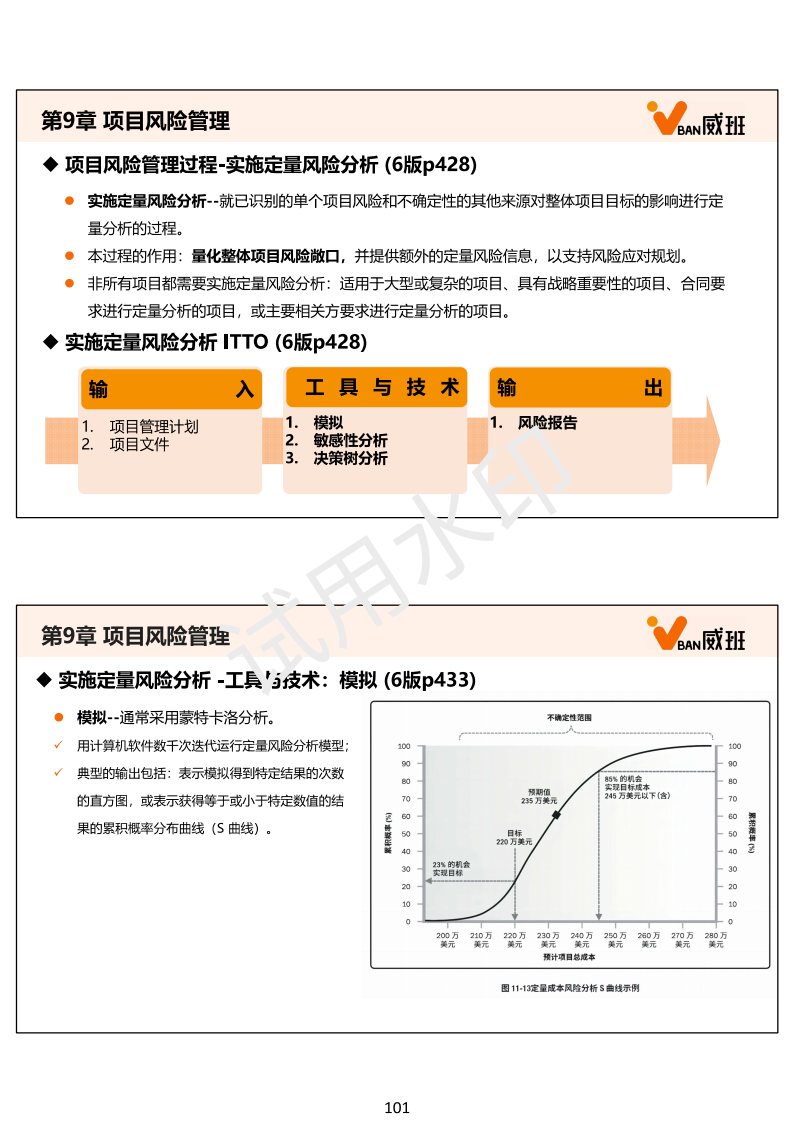 第9章 项目风险管理
VBAN威班
◆ 项目风险管理过程-实施定量风险分析 (6版p428)
● 实施定量风险分析--就已识别的单个项目风险和不确定性的其他来源对整体项目目标的影响进行定
量分析的过程。
● 本过程的作用：量化整体项目风险敞口，并提供额外的定量风险信息，以支持风险应对规划。
● 非所有项目都需要实施定量风险分析：适用于大型或复杂的项目、具有战略重要性的项目、合同要
求进行定量分析的项目，或主要相关方要求进行定量分析的项目。
◆ 实施定量风险分析 ITTO (6版p428)
输 入
1. 项目管理计划
2. 项目文件
工 具 与 技 术
1. 模拟
2. 敏感性分析
3. 决策树分析
输 出
1. 风险报告
试用水印
第9章 项目风险管理
VBAN威班
◆ 实施定量风险分析 -工具与技术：模拟 (6版p433)
● 模拟--通常采用蒙特卡洛分析。
✓ 用计算机软件数千次迭代运行定量风险分析模型；
✓ 典型的输出包括：表示模拟得到特定结果的次数
的直方图，或表示获得等于或小于特定数值的结
果的累积概率分布曲线（S 曲线）。
不确定性范围
累积概率 (%)
100
90
80
70
60
50
40
30
20
10
0
预期值
235 万美元
目标
220 万美元
23% 的机会
实现目标
85% 的机会
实现目标成本
245 万美元以下(含)
100
90
80
70
60
50
40
30
20
10
0
累积概率 (%)
200 万 210 万 220 万 230 万 240 万 250 万 260 万 270 万 280 万
美元 美元 美元 美元 美元 美元 美元 美元 美元
预计项目总成本
图 11-13定量成本风险分析 S 曲线示例
101